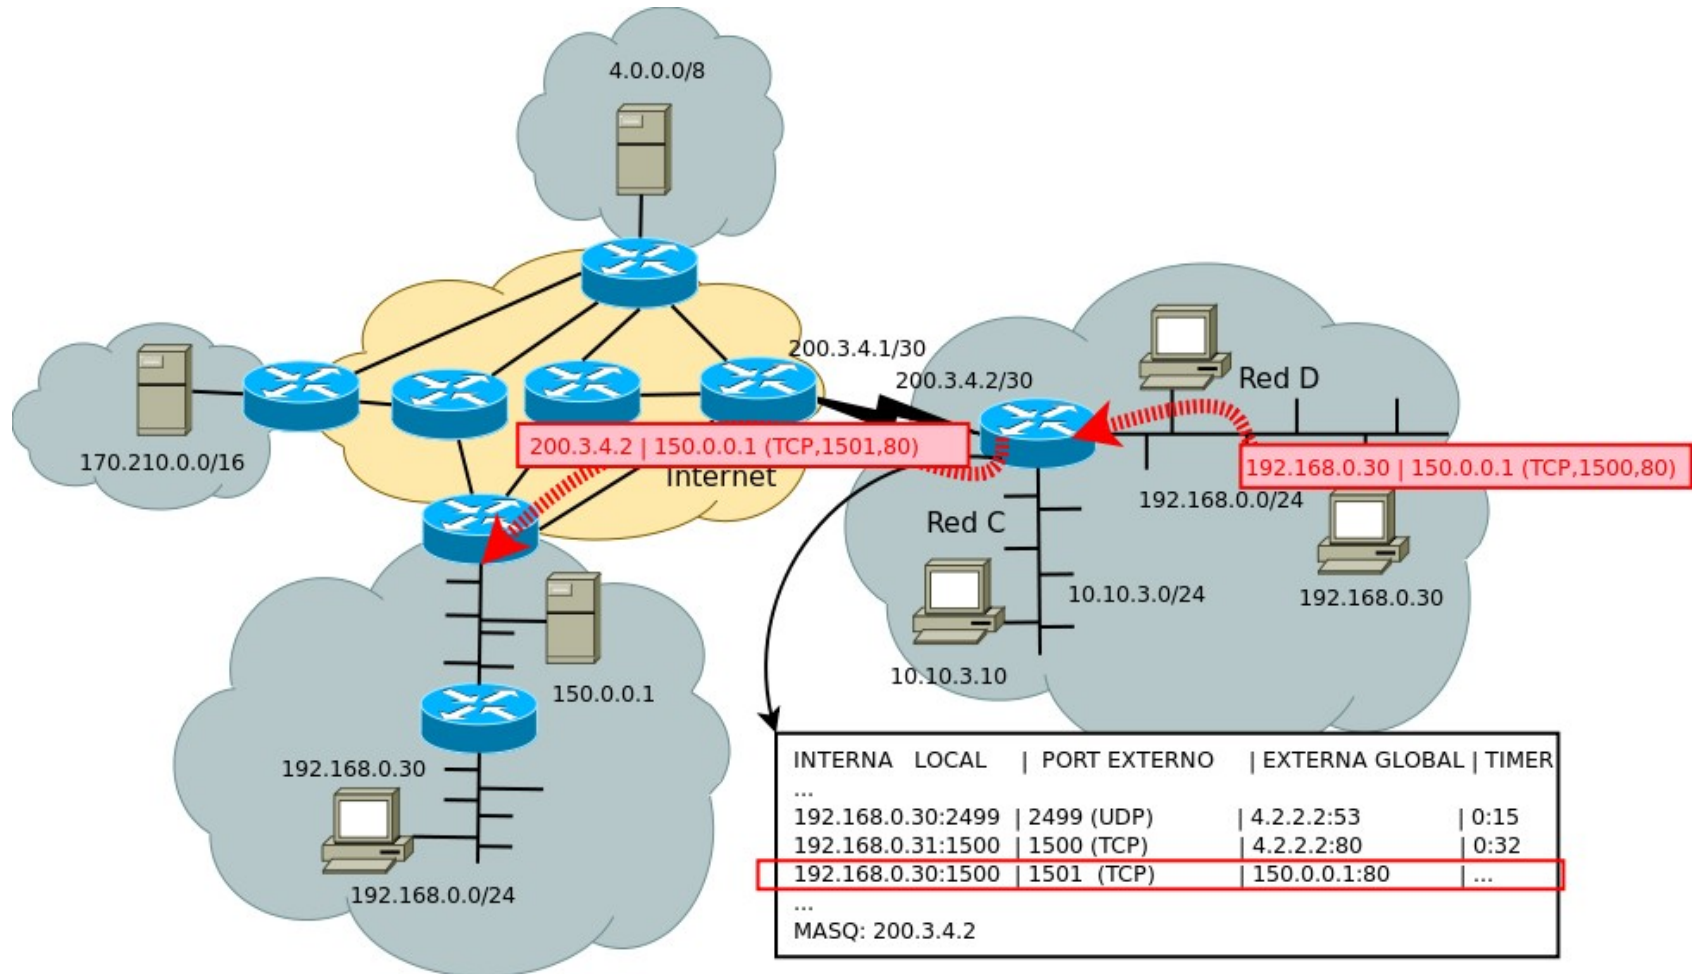 4.0.0.0/8
200.3.4.1/30
200.3.4.2/30
Red D
170.210.0.0/16
200.3.4.2 | 150.0.0.1 (TCP,1501,80)
Internet
192.168.0.30 | 150.0.0.1 (TCP,1500,80)
192.168.0.0/24
Red C
10.10.3.0/24
192.168.0.30
10.10.3.10
150.0.0.1
192.168.0.30
192.168.0.0/24
INTERNA LOCAL | PORT EXTERNO | EXTERNA GLOBAL | TIMER
...
192.168.0.30:2499 | 2499 (UDP) | 4.2.2.2:53 | 0:15
192.168.0.31:1500 | 1500 (TCP) | 4.2.2.2:80 | 0:32
192.168.0.30:1500 | 1501 (TCP) | 150.0.0.1:80 | ...
...
MASQ: 200.3.4.2